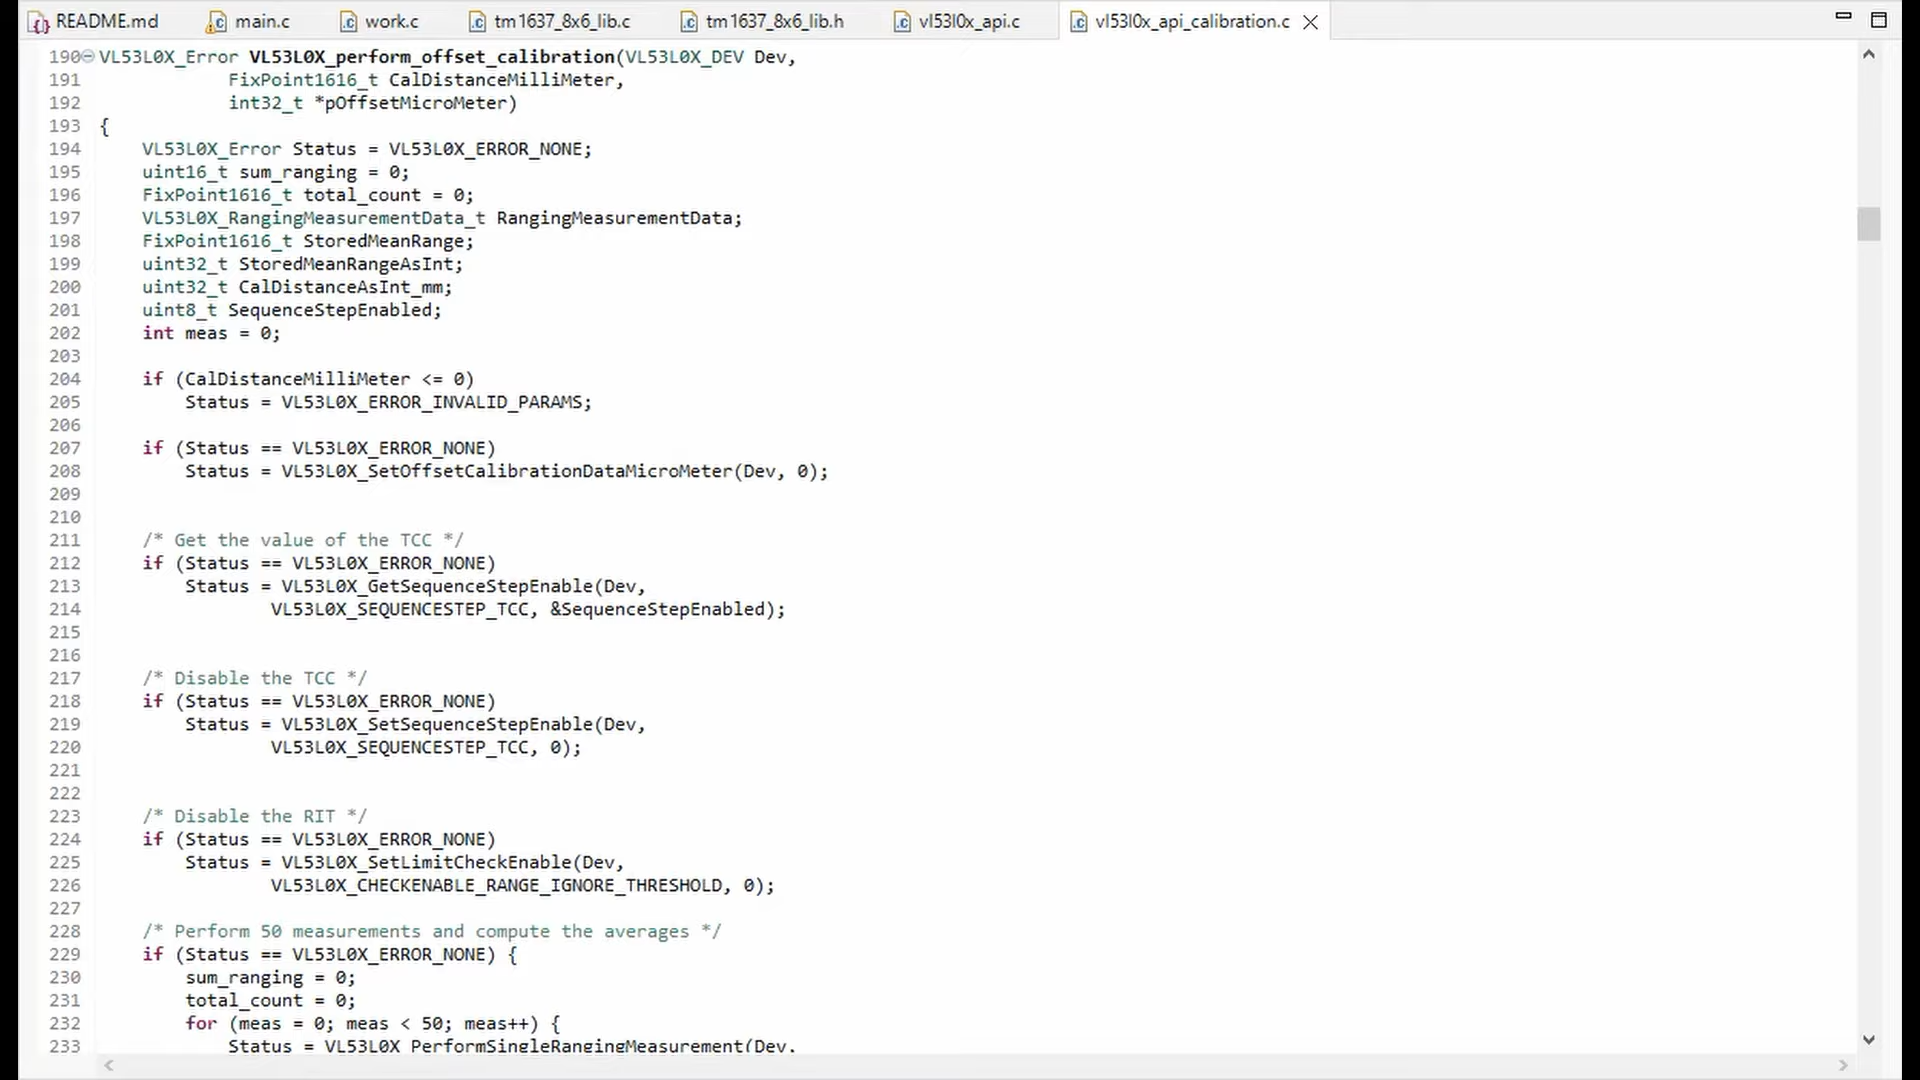 README.md main.c work.c tm1637_8x6_lib.c tm1637_8x6_lib.h vl53l0x_api.c vl53l0x_api_calibration.c
190 VL53L0X_Error VL53L0X_perform_offset_calibration(VL53L0X_DEV Dev,
191 FixPoint1616_t CalDistanceMilliMeter,
192 int32_t *pOffsetMicroMeter)
193 {
194 VL53L0X_Error Status = VL53L0X_ERROR_NONE;
195 uint16_t sum_ranging = 0;
196 FixPoint1616_t total_count = 0;
197 VL53L0X_RangingMeasurementData_t RangingMeasurementData;
198 FixPoint1616_t StoredMeanRange;
199 uint32_t StoredMeanRangeAsInt;
200 uint32_t CalDistanceAsInt_mm;
201 uint8_t SequenceStepEnabled;
202 int meas = 0;
203
204 if (CalDistanceMilliMeter <= 0)
205 Status = VL53L0X_ERROR_INVALID_PARAMS;
206
207 if (Status == VL53L0X_ERROR_NONE)
208 Status = VL53L0X_SetOffsetCalibrationDataMicroMeter(Dev, 0);
209
210
211 /* Get the value of the TCC */
212 if (Status == VL53L0X_ERROR_NONE)
213 Status = VL53L0X_GetSequenceStepEnable(Dev,
214 VL53L0X_SEQUENCESTEP_TCC, &SequenceStepEnabled);
215
216
217 /* Disable the TCC */
218 if (Status == VL53L0X_ERROR_NONE)
219 Status = VL53L0X_SetSequenceStepEnable(Dev,
220 VL53L0X_SEQUENCESTEP_TCC, 0);
221
222
223 /* Disable the RIT */
224 if (Status == VL53L0X_ERROR_NONE)
225 Status = VL53L0X_SetLimitCheckEnable(Dev,
226 VL53L0X_CHECKENABLE_RANGE_IGNORE_THRESHOLD, 0);
227
228 /* Perform 50 measurements and compute the averages */
229 if (Status == VL53L0X_ERROR_NONE) {
230 sum_ranging = 0;
231 total_count = 0;
232 for (meas = 0; meas < 50; meas++) {
233 Status = VL53L0X_PerformSingleRangingMeasurement(Dev,